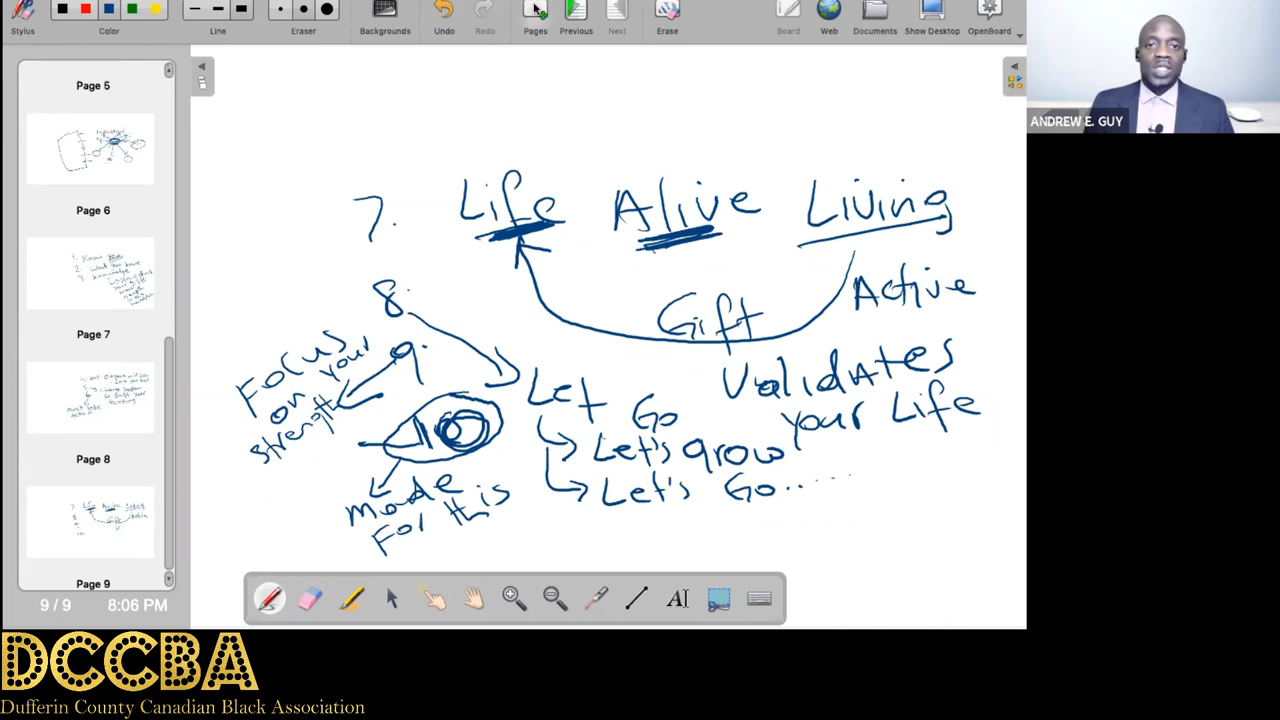 Stylus
Color
Line
Eraser
Backgrounds
Undo
Redo
Pages
Previous
Next
Erase
Board
Web
Documents
Show Desktop
OpenBoard
ANDREW E. GUY
Page 5
Page 6
Page 7
Page 8
Page 9
9 / 9 8:06 PM
7. Life Alive Living
Active
Gift
Validates
your Life
8.
Let Go
Let's grow
Let's Go.....
9.
Focus
on your
strength
10
made
For this
DCCBA
Dufferin County Canadian Black Association